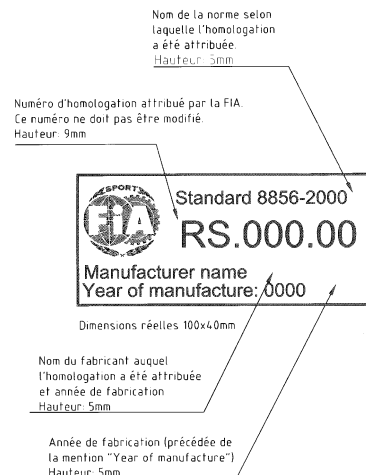 Nom de la norme selon
laquelle l'homologation
a été attribuée.
Hauteur: 5mm
Numéro d'homologation attribué par la FIA.
Ce numéro ne doit pas être modifié.
Hauteur: 9mm
SPORT
FIA
Standard 8856-2000
RS.000.00
Manufacturer name
Year of manufacture: 0000
Dimensions réelles 100x40mm
Nom du fabricant auquel
l'homologation a été attribuée
et année de fabrication
Hauteur: 5mm
Année de fabrication (précédée de
la mention "Year of manufacture")
Hauteur: 5mm